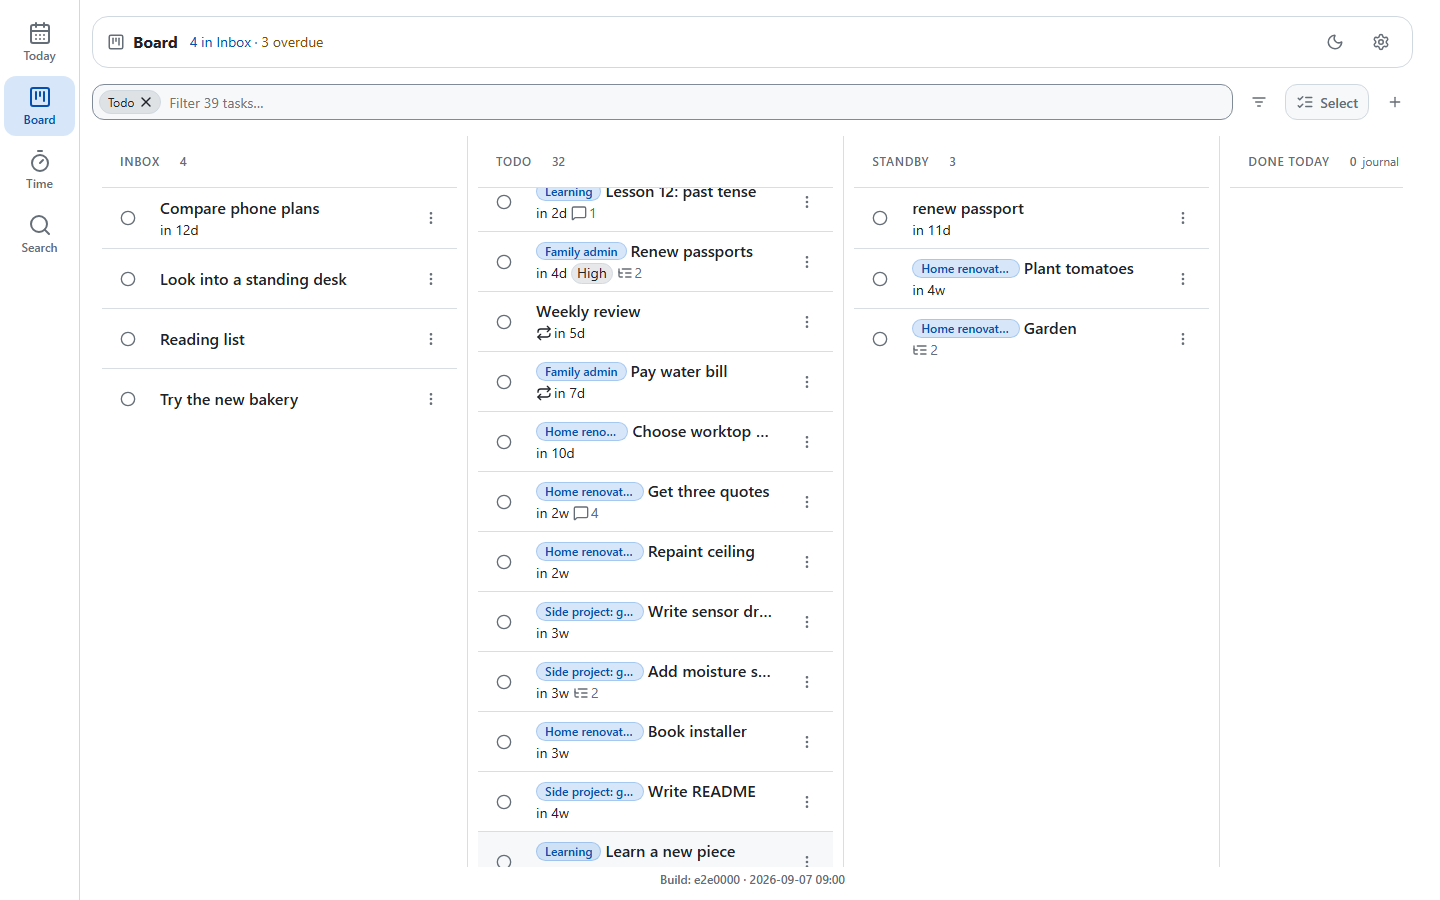 Today
Board
Time
Search
Board 4 in Inbox · 3 overdue
Todo Filter 39 tasks...
Select
INBOX 4
Compare phone plans
in 12d
Look into a standing desk
Reading list
Try the new bakery
TODO 32
Learning Lesson 12: past tense
in 2d 1
Family admin Renew passports
in 4d High 2
Weekly review
in 5d
Family admin Pay water bill
in 7d
Home reno... Choose worktop ...
in 10d
Home renovat... Get three quotes
in 2w 4
Home renovat... Repaint ceiling
in 2w
Side project: g... Write sensor dr...
in 3w
Side project: g... Add moisture s...
in 3w 2
Home renovat... Book installer
in 3w
Side project: g... Write README
in 4w
Learning Learn a new piece
STANDBY 3
renew passport
in 11d
Home renovat... Plant tomatoes
in 4w
Home renovat... Garden
2
DONE TODAY 0 journal
Build: e2e0000 · 2026-09-07 09:00